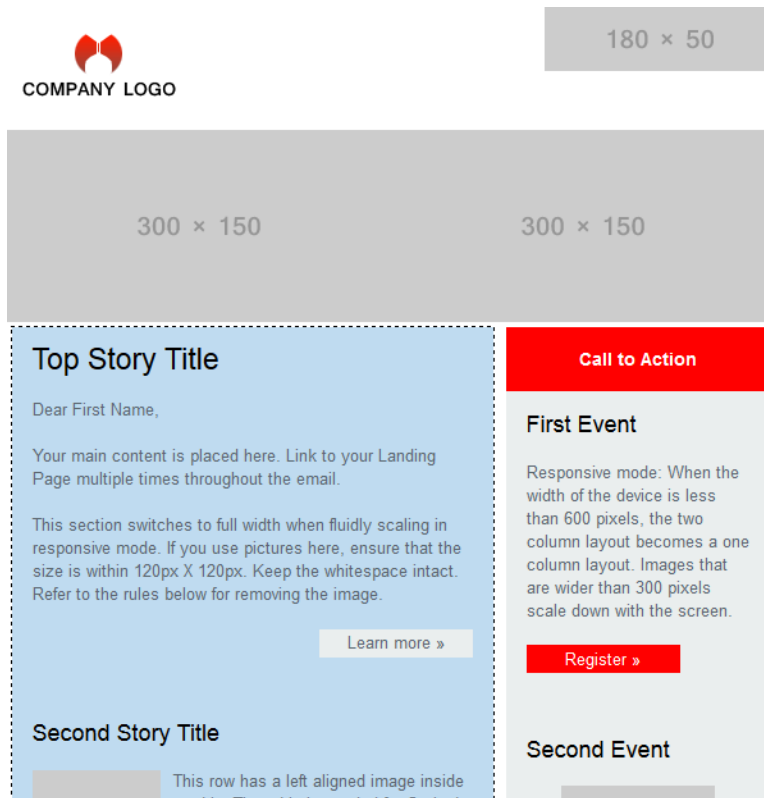 COMPANY LOGO
180 × 50
300 × 150
300 × 150
Top Story Title
Dear First Name,
Your main content is placed here. Link to your Landing
Page multiple times throughout the email.
This section switches to full width when fluidly scaling in
responsive mode. If you use pictures here, ensure that the
size is within 120px X 120px. Keep the whitespace intact.
Refer to the rules below for removing the image.
Learn more »
Second Story Title
This row has a left aligned image inside
Call to Action
First Event
Responsive mode: When the
width of the device is less
than 600 pixels, the two
column layout becomes a one
column layout. Images that
are wider than 300 pixels
scale down with the screen.
Register »
Second Event